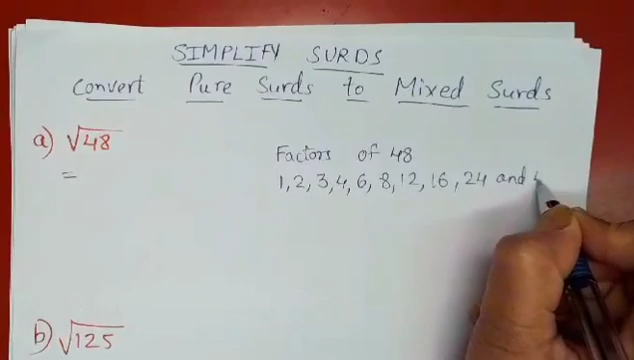 SIMPLIFY SURDS
Convert Pure Surds to Mixed Surds
a) √48
=
Factors of 48
1, 2, 3, 4, 6, 8, 12, 16, 24 and
b) √125